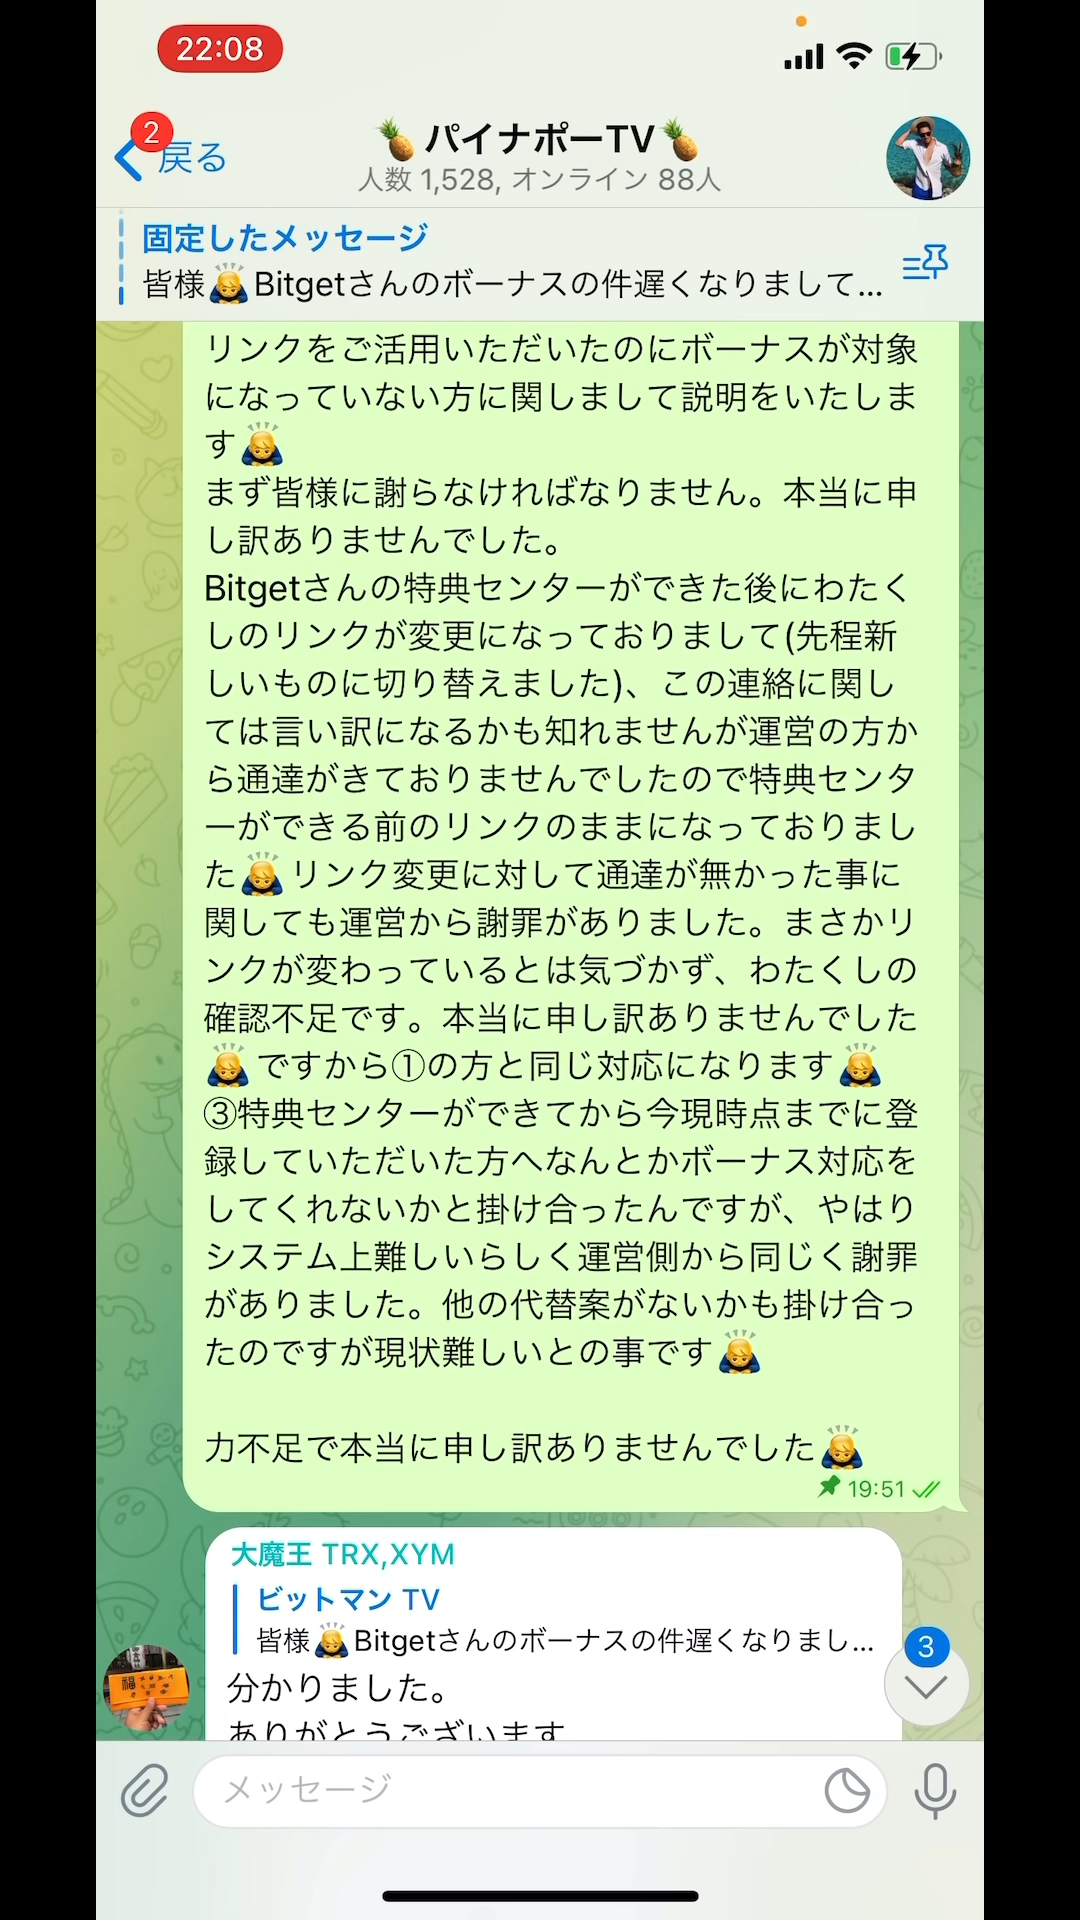 22:08
2
戻る
🍍 パイナポーTV🍍
人数 1,528, オンライン 88人
固定したメッセージ
皆様🙇Bitgetさんのボーナスの件遅くなりまして...
リンクをご活用いただいたのにボーナスが対象
になっていない方に関しまして説明をいたしま
す🙇
まず皆様に謝らなければなりません。本当に申
し訳ありませんでした。
Bitgetさんの特典センターができた後にわたく
しのリンクが変更になっておりまして(先程新
しいものに切り替えました)、この連絡に関し
ては言い訳になるかも知れませんが運営の方か
ら通達がきておりませんでしたので特典センタ
ーができる前のリンクのままになっておりまし
た🙇リンク変更に対して通達が無かった事に
関しても運営から謝罪がありました。まさかリ
ンクが変わっているとは気づかず、わたくしの
確認不足です。本当に申し訳ありませんでした
🙇 ですから①の方と同じ対応になります🙇
③特典センターができてから今現時点までに登
録していただいた方へなんとかボーナス対応を
してくれないかと掛け合ったんですが、やはり
システム上難しいらしく運営側から同じく謝罪
がありました。他の代替案がないかも掛け合っ
たのですが現状難しいとの事です🙇
力不足で本当に申し訳ありませんでした🙇
19:51
大魔王 TRX,XYM
ビットマン TV
皆様🙇Bitgetさんのボーナスの件遅くなりまし...
分かりました。
ありがとうございます
3
メッセージ